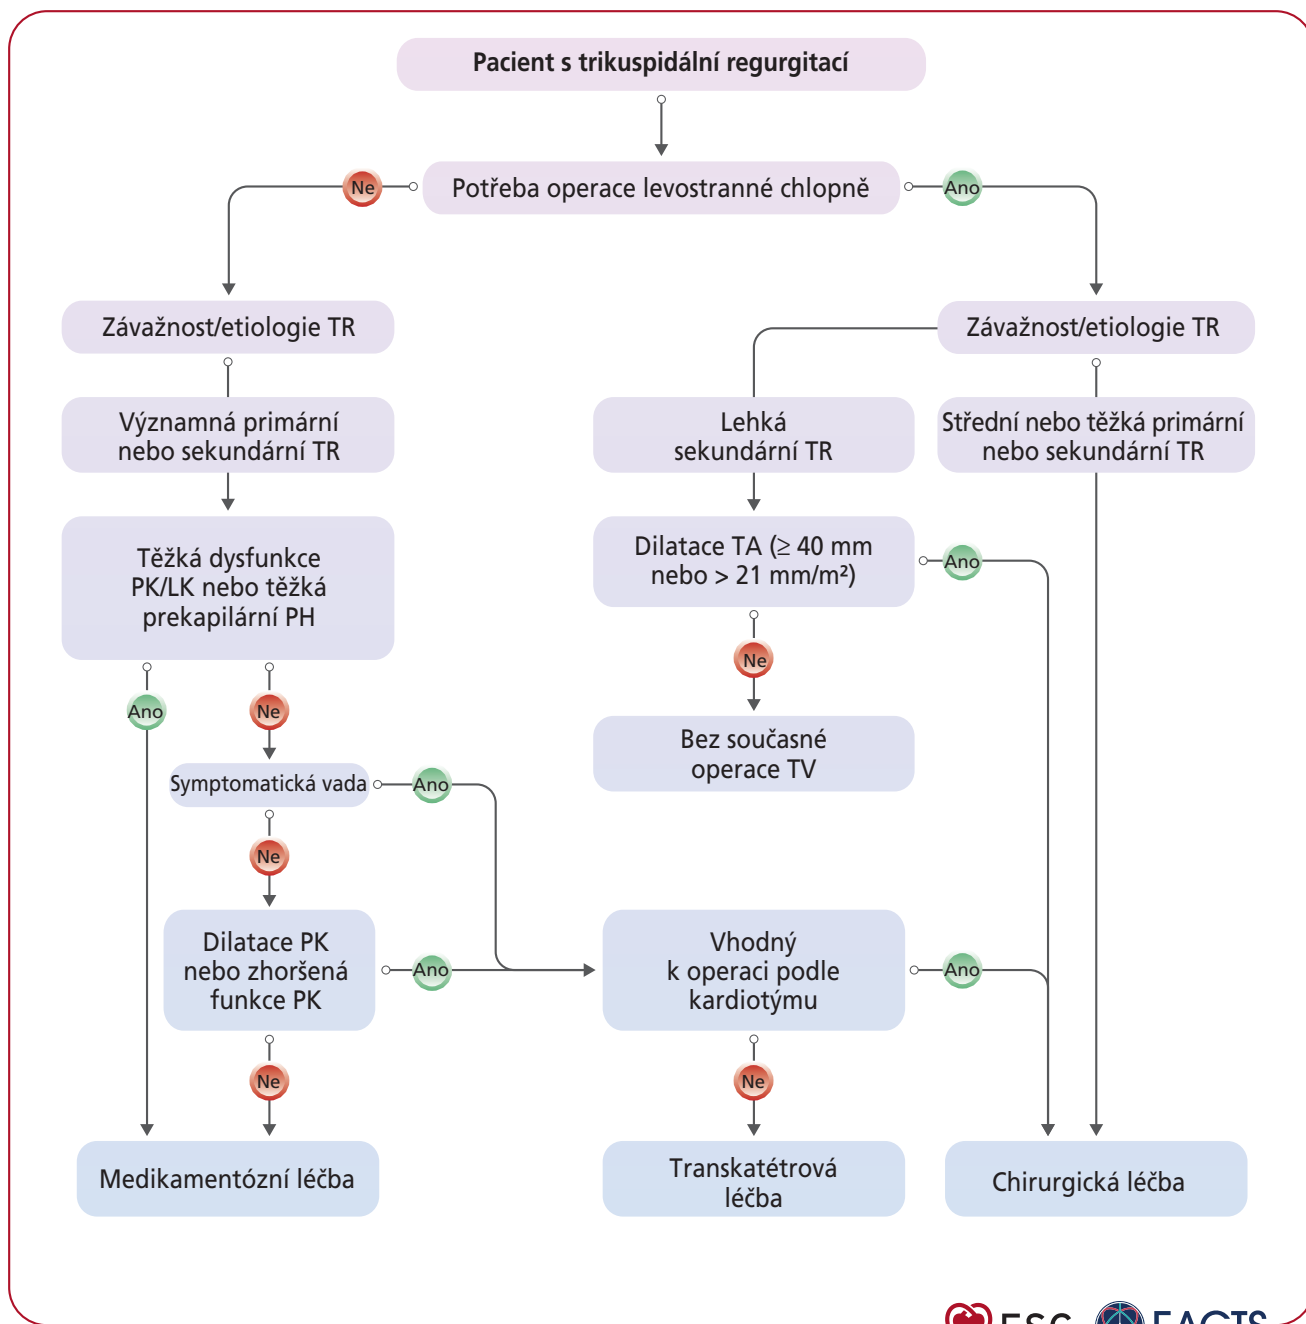 Pacient s trikuspidální regurgitací
Ne
Potřeba operace levostranné chlopně
Ano
Závažnost/etiologie TR
Závažnost/etiologie TR
Významná primární
nebo sekundární TR
Lehká
sekundární TR
Střední nebo těžká primární
nebo sekundární TR
Těžká dysfunkce
PK/LK nebo těžká
prekapilární PH
Dilatace TA (≥ 40 mm
nebo > 21 mm/m²)
Ano
Ne
Ano
Ne
Bez současné
operace TV
Symptomatická vada
Ano
Ne
Dilatace PK
nebo zhoršená
funkce PK
Ano
Vhodný
k operaci podle
kardiotýmu
Ano
Ne
Ne
Medikamentózní léčba
Transkatétrová
léčba
Chirurgická léčba
ESC
EACTS